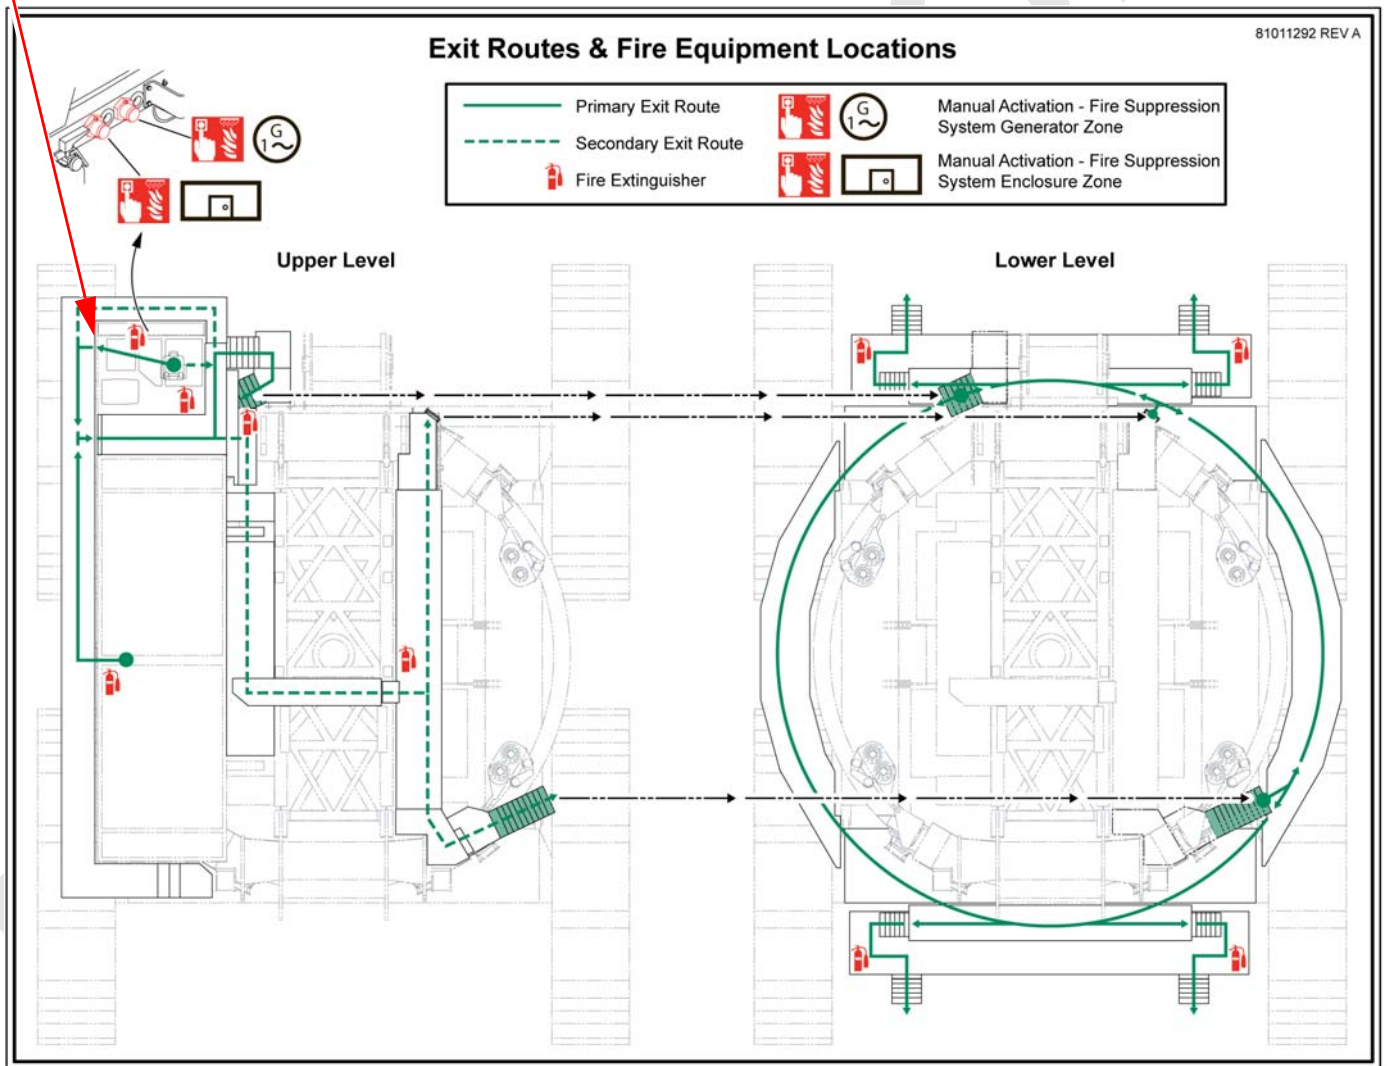 81011292 REV A
Exit Routes & Fire Equipment Locations
Primary Exit Route
Secondary Exit Route
Fire Extinguisher
G
1~
Manual Activation - Fire Suppression
System Generator Zone
Manual Activation - Fire Suppression
System Enclosure Zone
G
1~
Upper Level
Lower Level